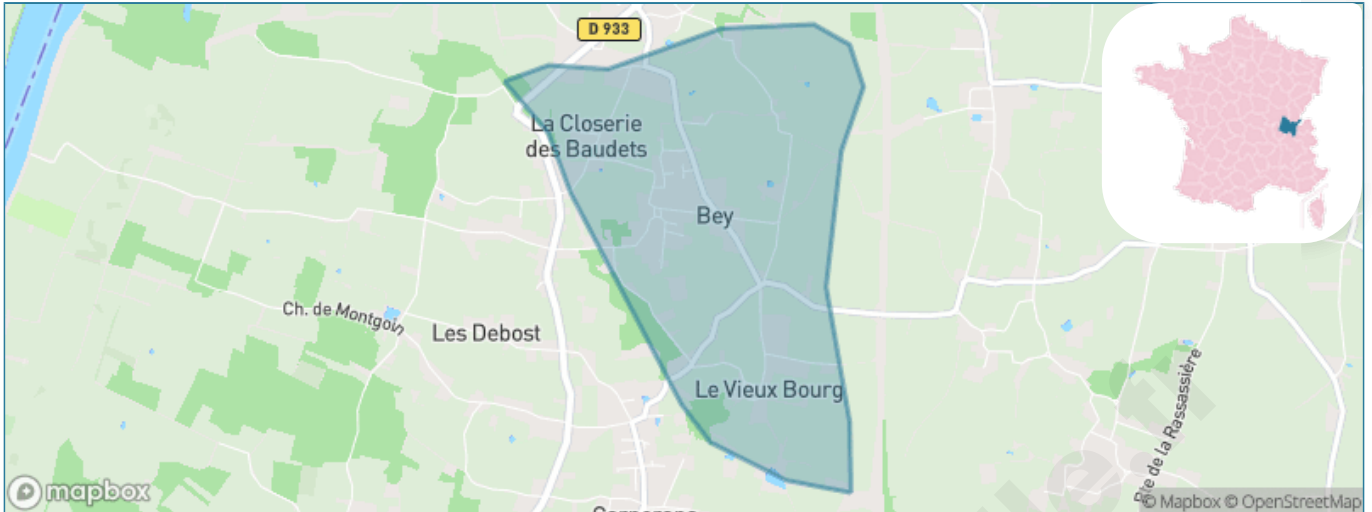 D 933
La Closerie
des Baudets
Bey
Ch. de Montgoin
Les Debost
Le Vieux Bourg
Rte de la Rassassière
mapbox
© Mapbox © OpenStreetMap